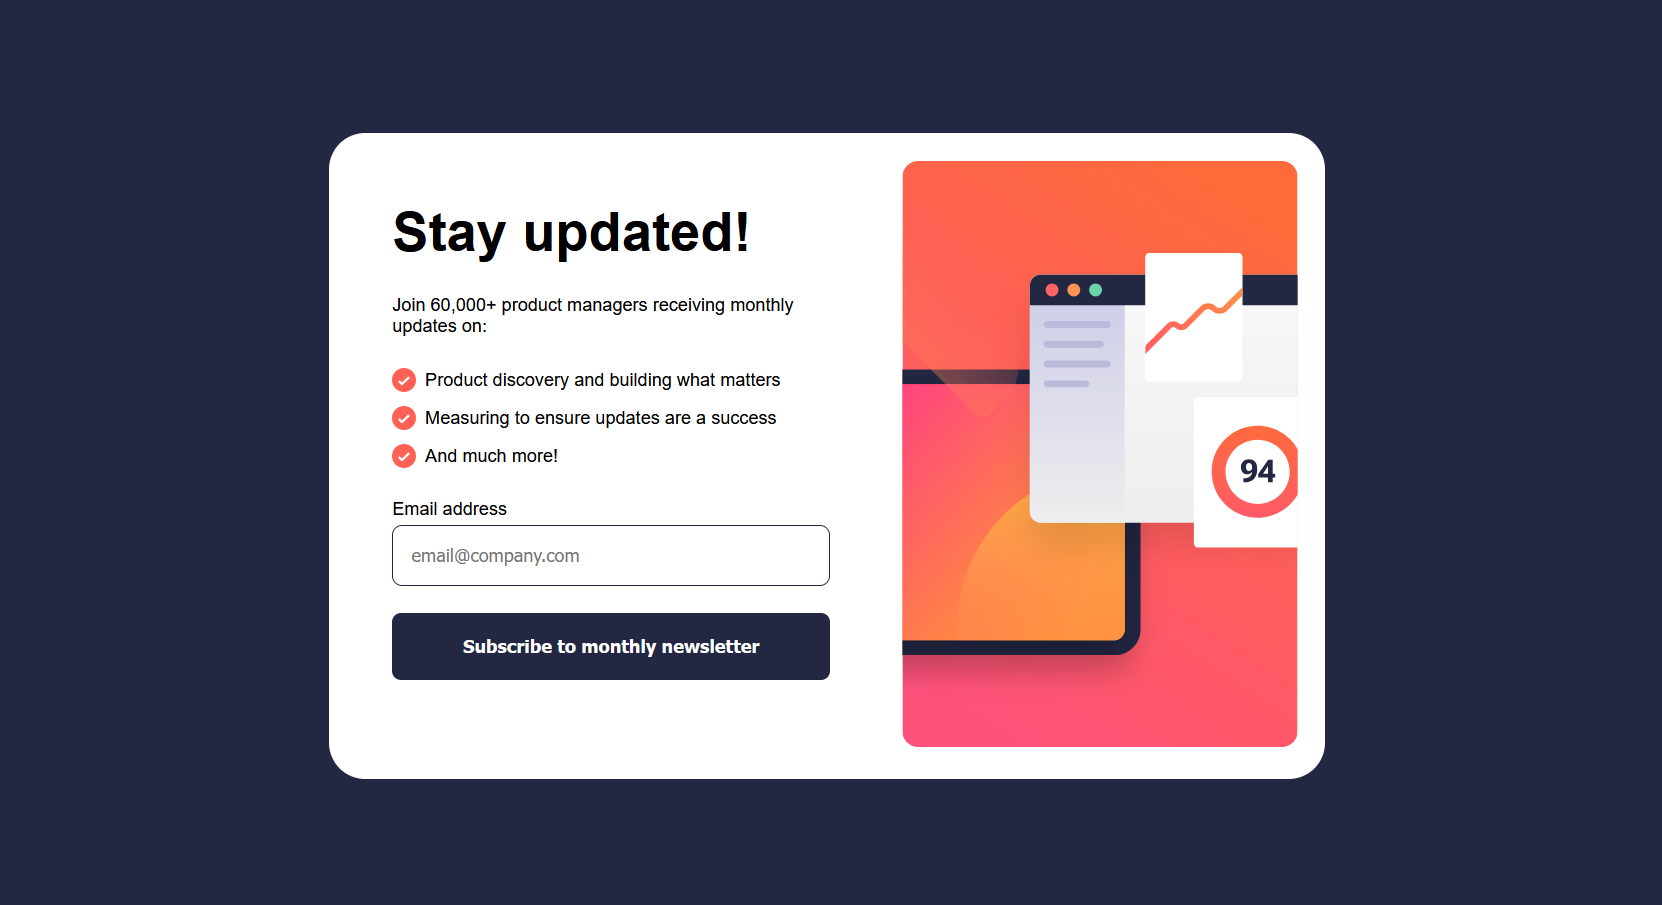 Stay updated!
Join 60,000+ product managers receiving monthly
updates on:
Product discovery and building what matters
Measuring to ensure updates are a success
And much more!
Email address
email@company.com
Subscribe to monthly newsletter
94